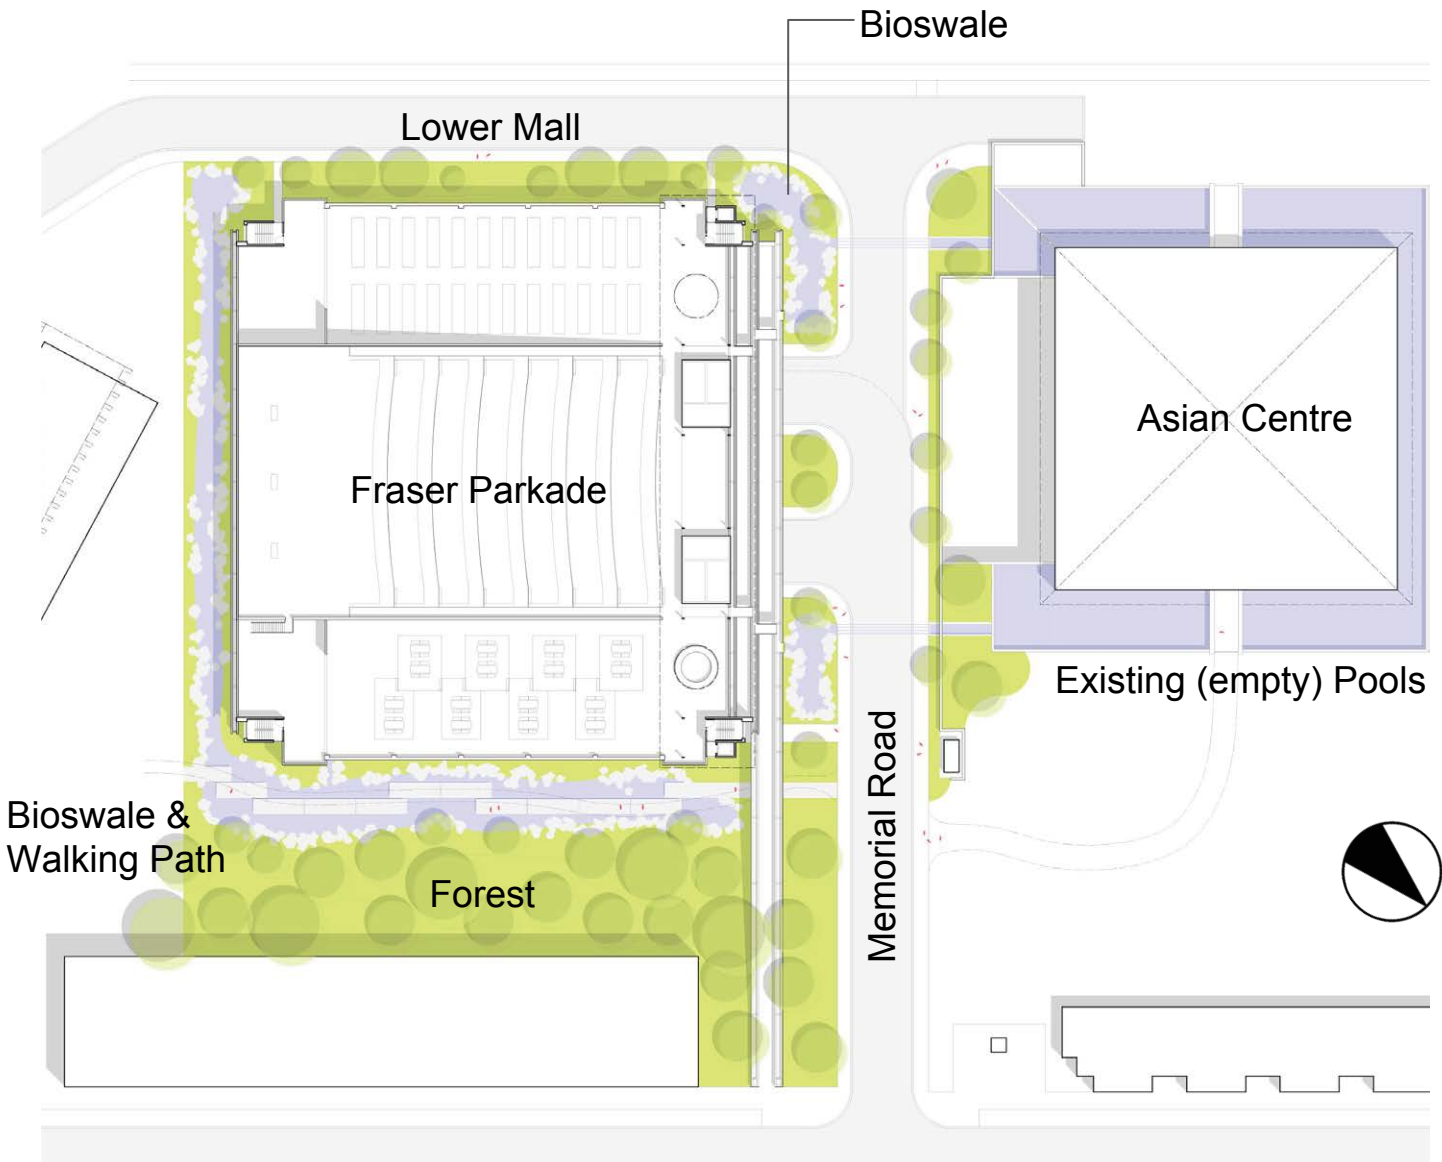 Bioswale
Lower Mall
Asian Centre
Fraser Parkade
Existing (empty) Pools
Memorial Road
Bioswale &
Walking Path
Forest